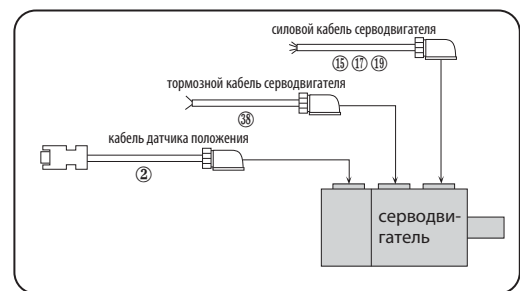 силовой кабель серводвигателя
⑮ ⑰ ⑲
тормозной кабель серводвигателя
㊳
кабель датчика положения
②
серводви-
гатель